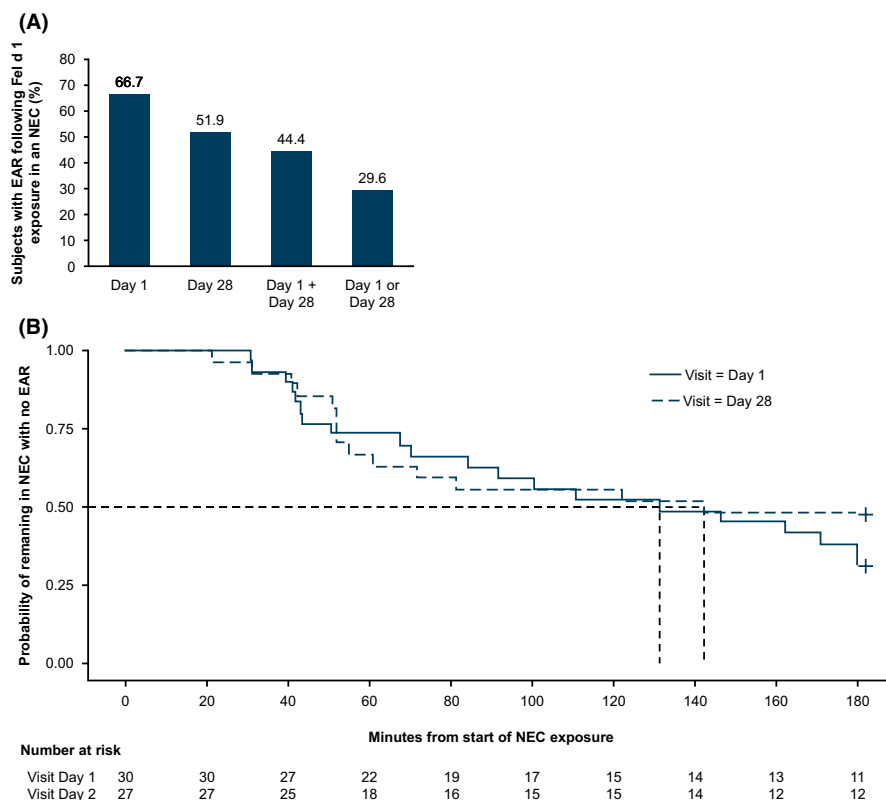 (A)
Subjects with EAR following Fel d 1
exposure in an NEC (%)
80
70
60
50
40
30
20
10
0
66.7
51.9
44.4
29.6
Day 1
Day 28
Day 1 +
Day 28
Day 1 or
Day 28
(B)
Probability of remaning in NEC with no EAR
1.00
0.75
0.50
0.25
0.00
Visit = Day 1
Visit = Day 28
0 20 40 60 80 100 120 140 160 180
Minutes from start of NEC exposure
Number at risk
Visit Day 1 30 30 27 22 19 17 15 14 13 11
Visit Day 2 27 27 25 18 16 15 15 14 12 12